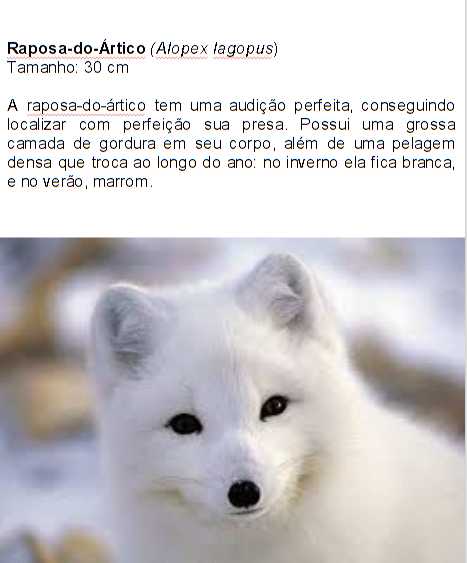 Raposa-do-Ártico (Alopex lagopus)
Tamanho: 30 cm
A raposa-do-ártico tem uma audição perfeita, conseguindo
localizar com perfeição sua presa. Possui uma grossa
camada de gordura em seu corpo, além de uma pelagem
densa que troca ao longo do ano: no inverno ela fica branca,
e no verão, marrom.